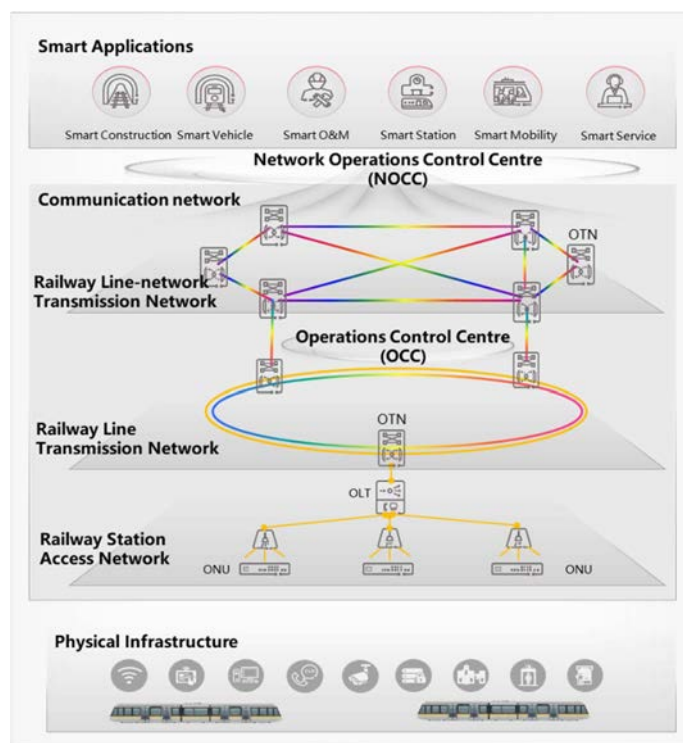 Smart Applications
Smart Construction Smart Vehicle Smart O&M Smart Station Smart Mobility Smart Service
Network Operations Control Centre
(NOCC)
Communication network
OTN
Railway Line-network
Transmission Network
Operations Control Centre
(OCC)
OTN
Railway Line
Transmission Network
OLT
Railway Station
Access Network
ONU
ONU
Physical Infrastructure